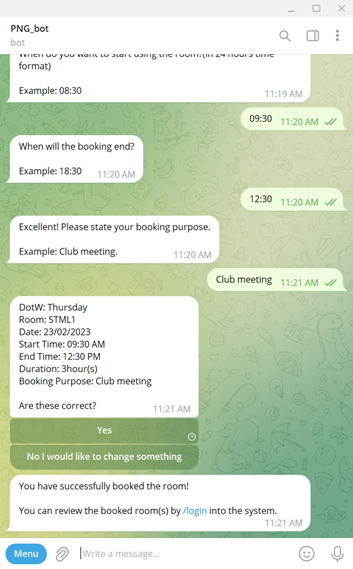 PNG_bot
bot
When do you want to start using the room?(in 24 hours time
format)
Example: 08:30
11:19 AM
09:30 11:20 AM
When will the booking end?
Example: 18:30 11:20 AM
12:30 11:20 AM
Excellent! Please state your booking purpose.
Example: Club meeting. 11:20 AM
Club meeting 11:21 AM
DotW: Thursday
Room: STML1
Date: 23/02/2023
Start Time: 09:30 AM
End Time: 12:30 PM
Duration: 3hour(s)
Booking Purpose: Club meeting
Are these correct? 11:21 AM
Yes
No I would like to change something
You have successfully booked the room!
You can review the booked room(s) by /login into the system.
11:21 AM
Menu Write a message...